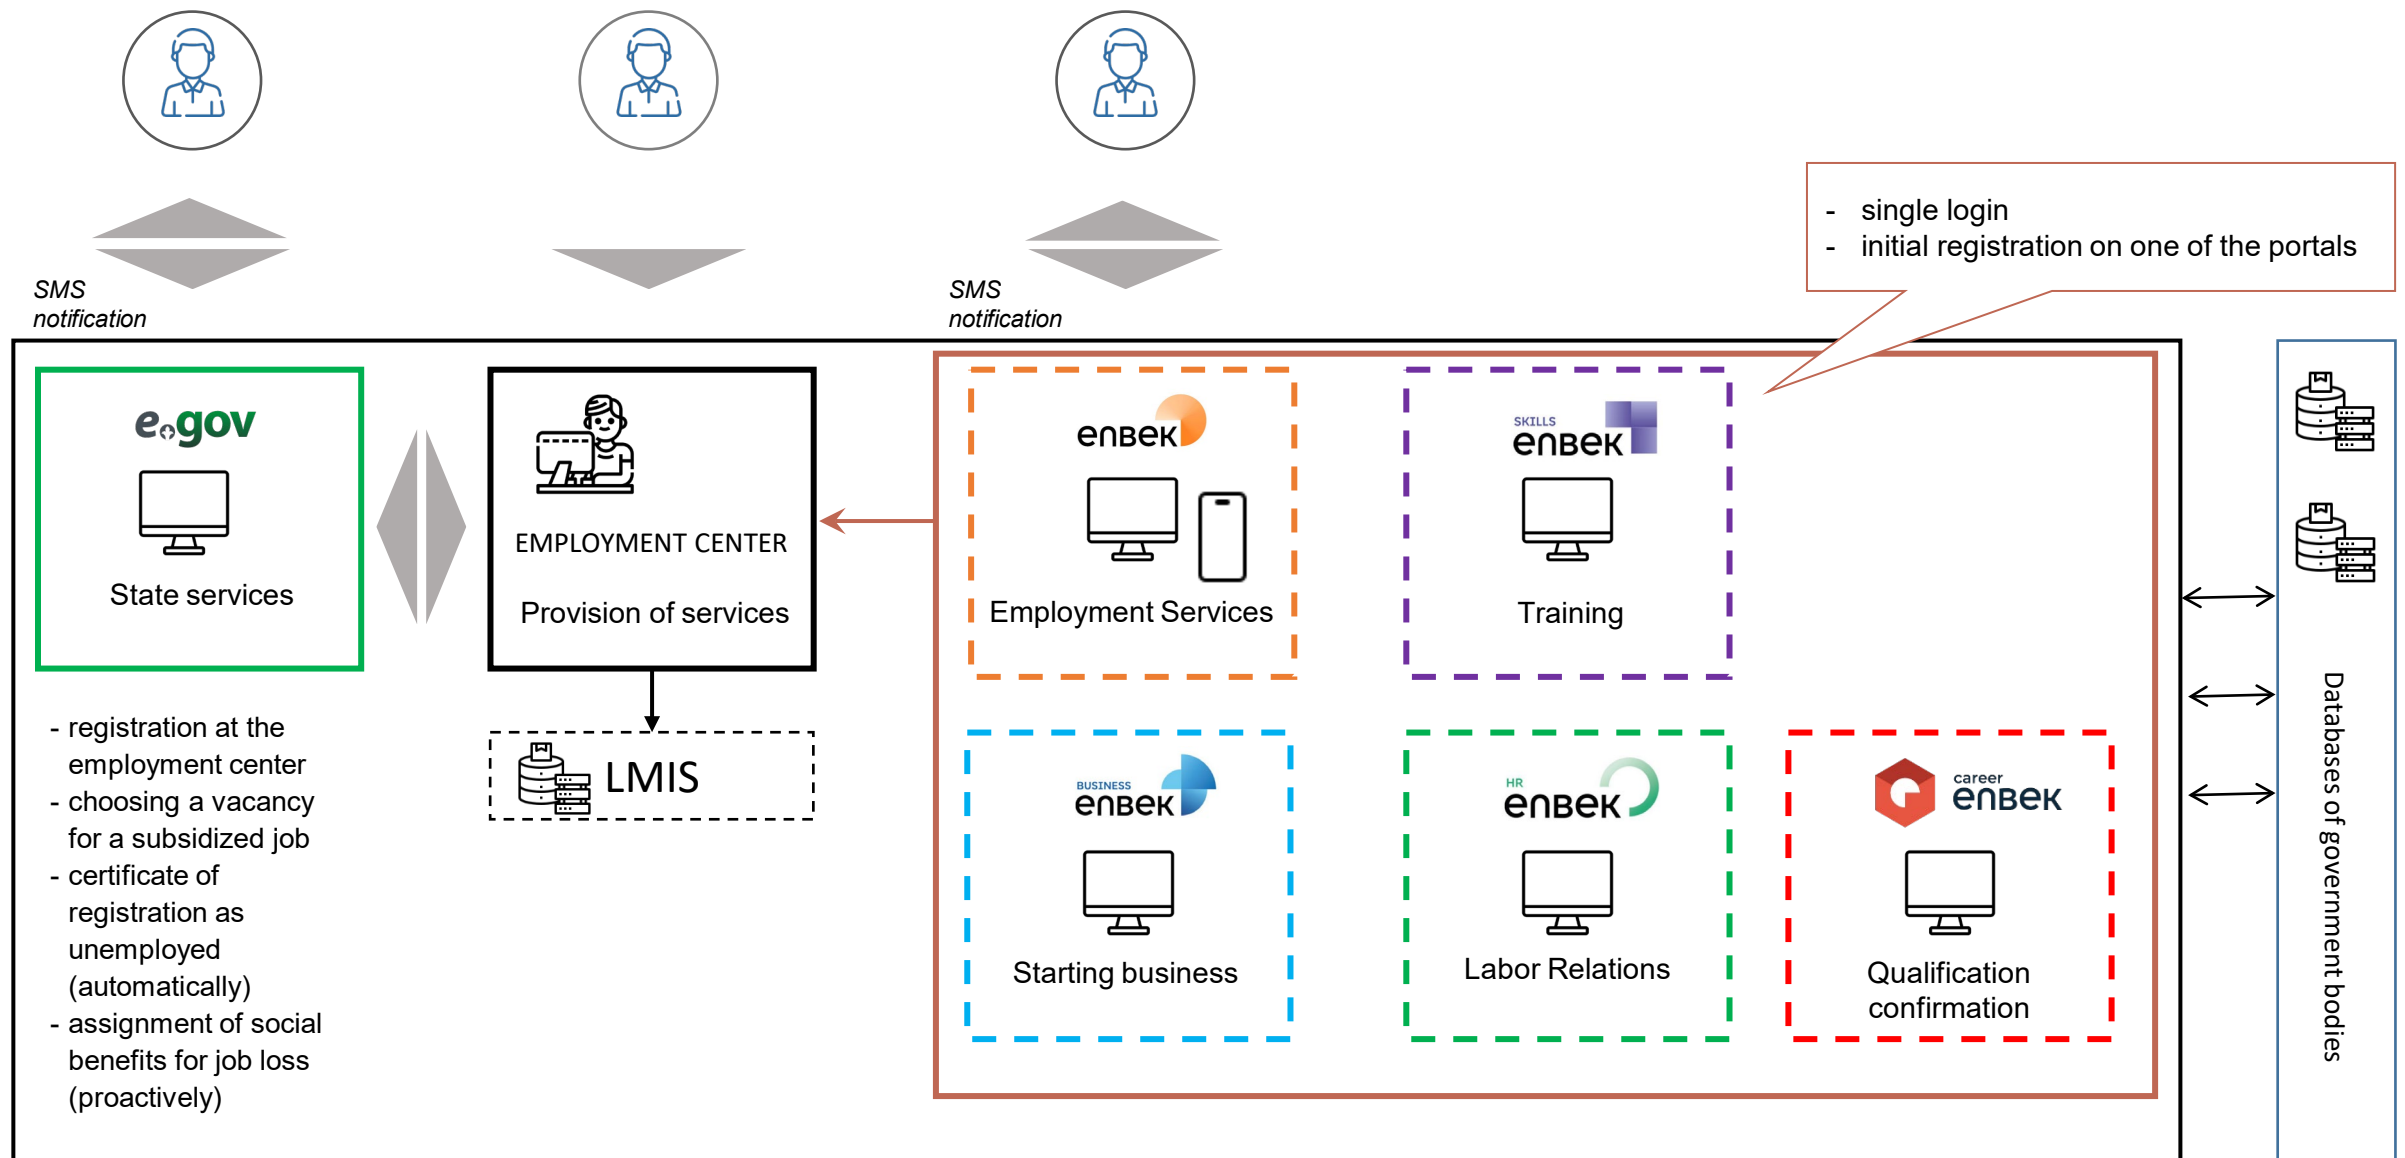 SMS
notification
SMS
notification
- single login
- initial registration on one of the portals
e.gov
State services
- registration at the
employment center
- choosing a vacancy
for a subsidized job
- certificate of
registration as
unemployed
(automatically)
- assignment of social
benefits for job loss
(proactively)
EMPLOYMENT CENTER
Provision of services
LMIS
enbek
Employment Services
SKILLS
enbek
Training
BUSINESS
enbek
Starting business
HR
enbek
Labor Relations
career
enbek
Qualification
confirmation
Databases of government bodies